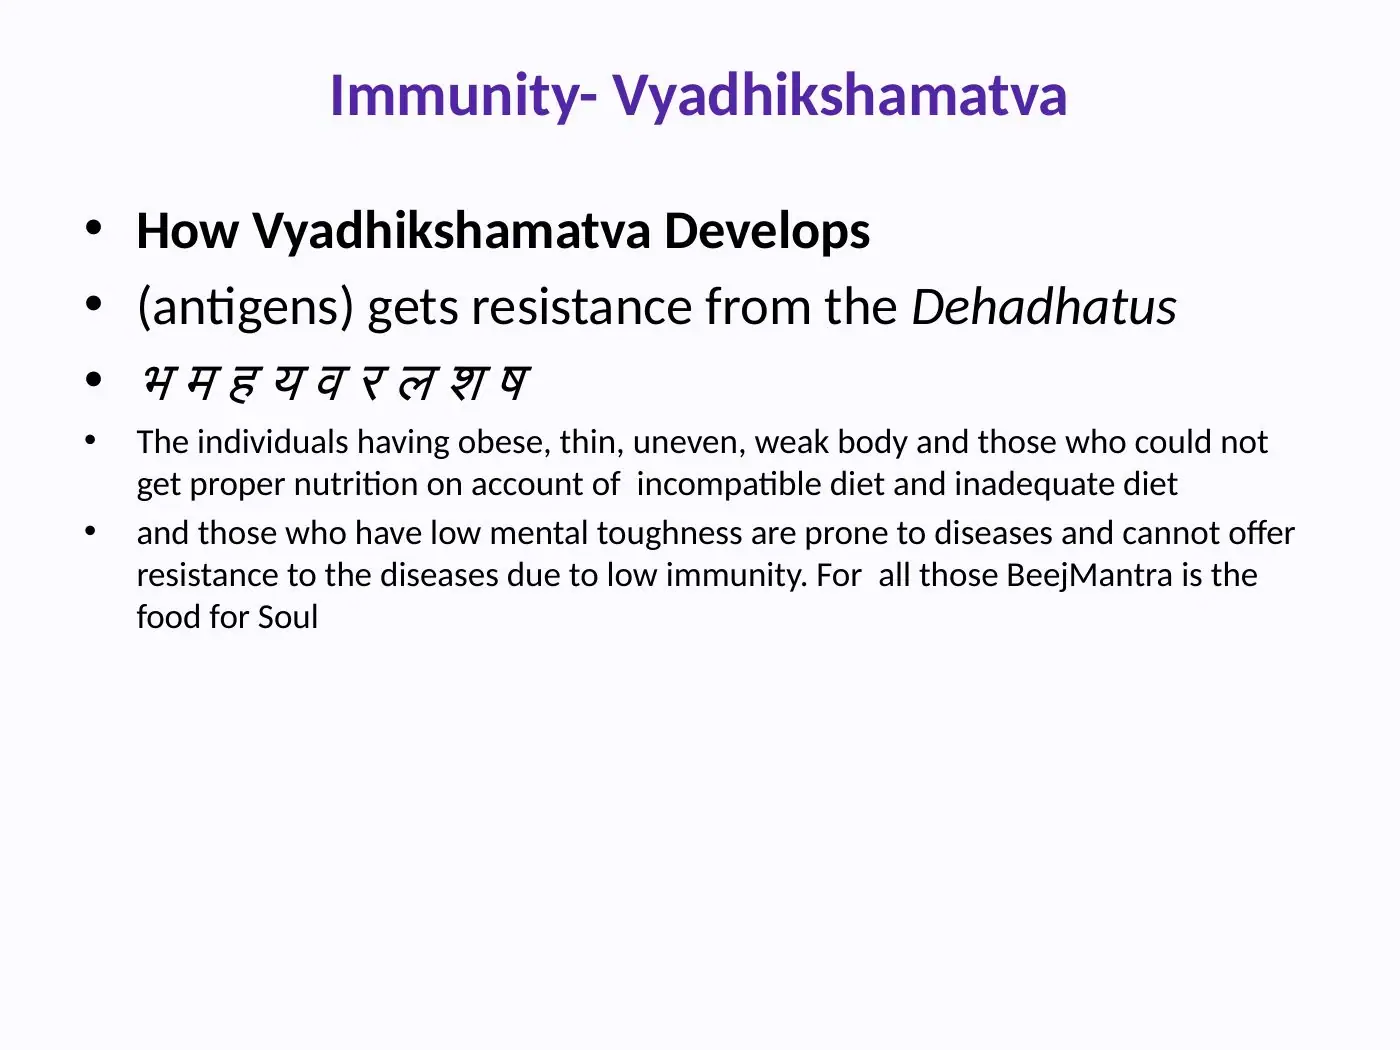 Immunity- Vyadhikshamatva
• How Vyadhikshamatva Develops
• (antigens) gets resistance from the Dehadhatus
• भ म ह य व र ल श ष
• The individuals having obese, thin, uneven, weak body and those who could not
get proper nutrition on account of  incompatible diet and inadequate diet
• and those who have low mental toughness are prone to diseases and cannot offer
resistance to the diseases due to low immunity. For  all those BeejMantra is the
food for Soul